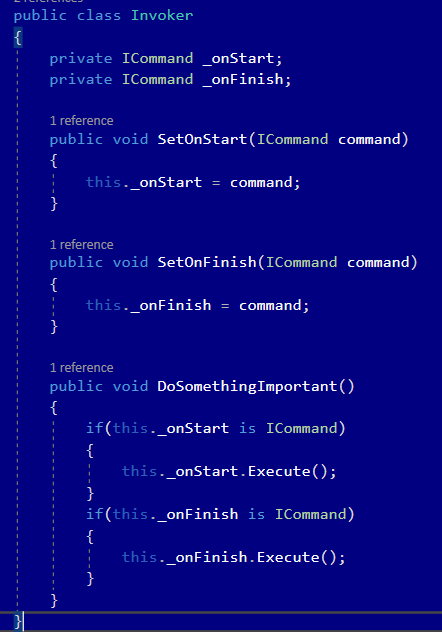 2 references
public class Invoker
{
    private ICommand _onStart;
    private ICommand _onFinish;
    1 reference
    public void SetOnStart(ICommand command)
    {
        this._onStart = command;
    }
    1 reference
    public void SetOnFinish(ICommand command)
    {
        this._onFinish = command;
    }
    1 reference
    public void DoSomethingImportant()
    {
        if(this._onStart is ICommand)
        {
            this._onStart.Execute();
        }
        if(this._onFinish is ICommand)
        {
            this._onFinish.Execute();
        }
    }
}